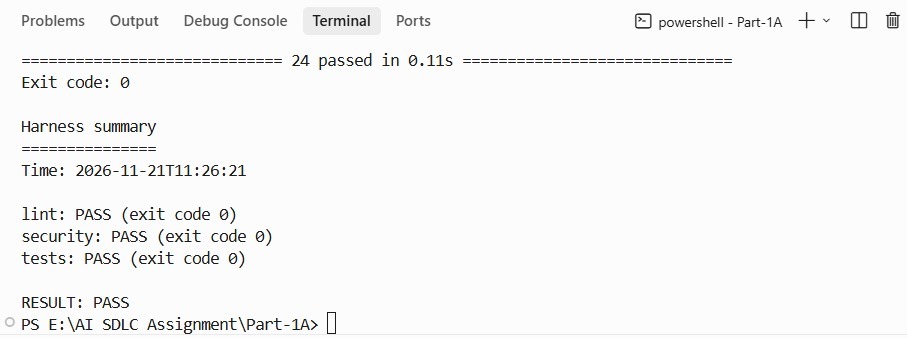 Problems Output Debug Console Terminal Ports powershell - Part-1A
============================= 24 passed in 0.11s ==============================
Exit code: 0
Harness summary
===============
Time: 2026-11-21T11:26:21
lint: PASS (exit code 0)
security: PASS (exit code 0)
tests: PASS (exit code 0)
RESULT: PASS
PS E:\AI SDLC Assignment\Part-1A>